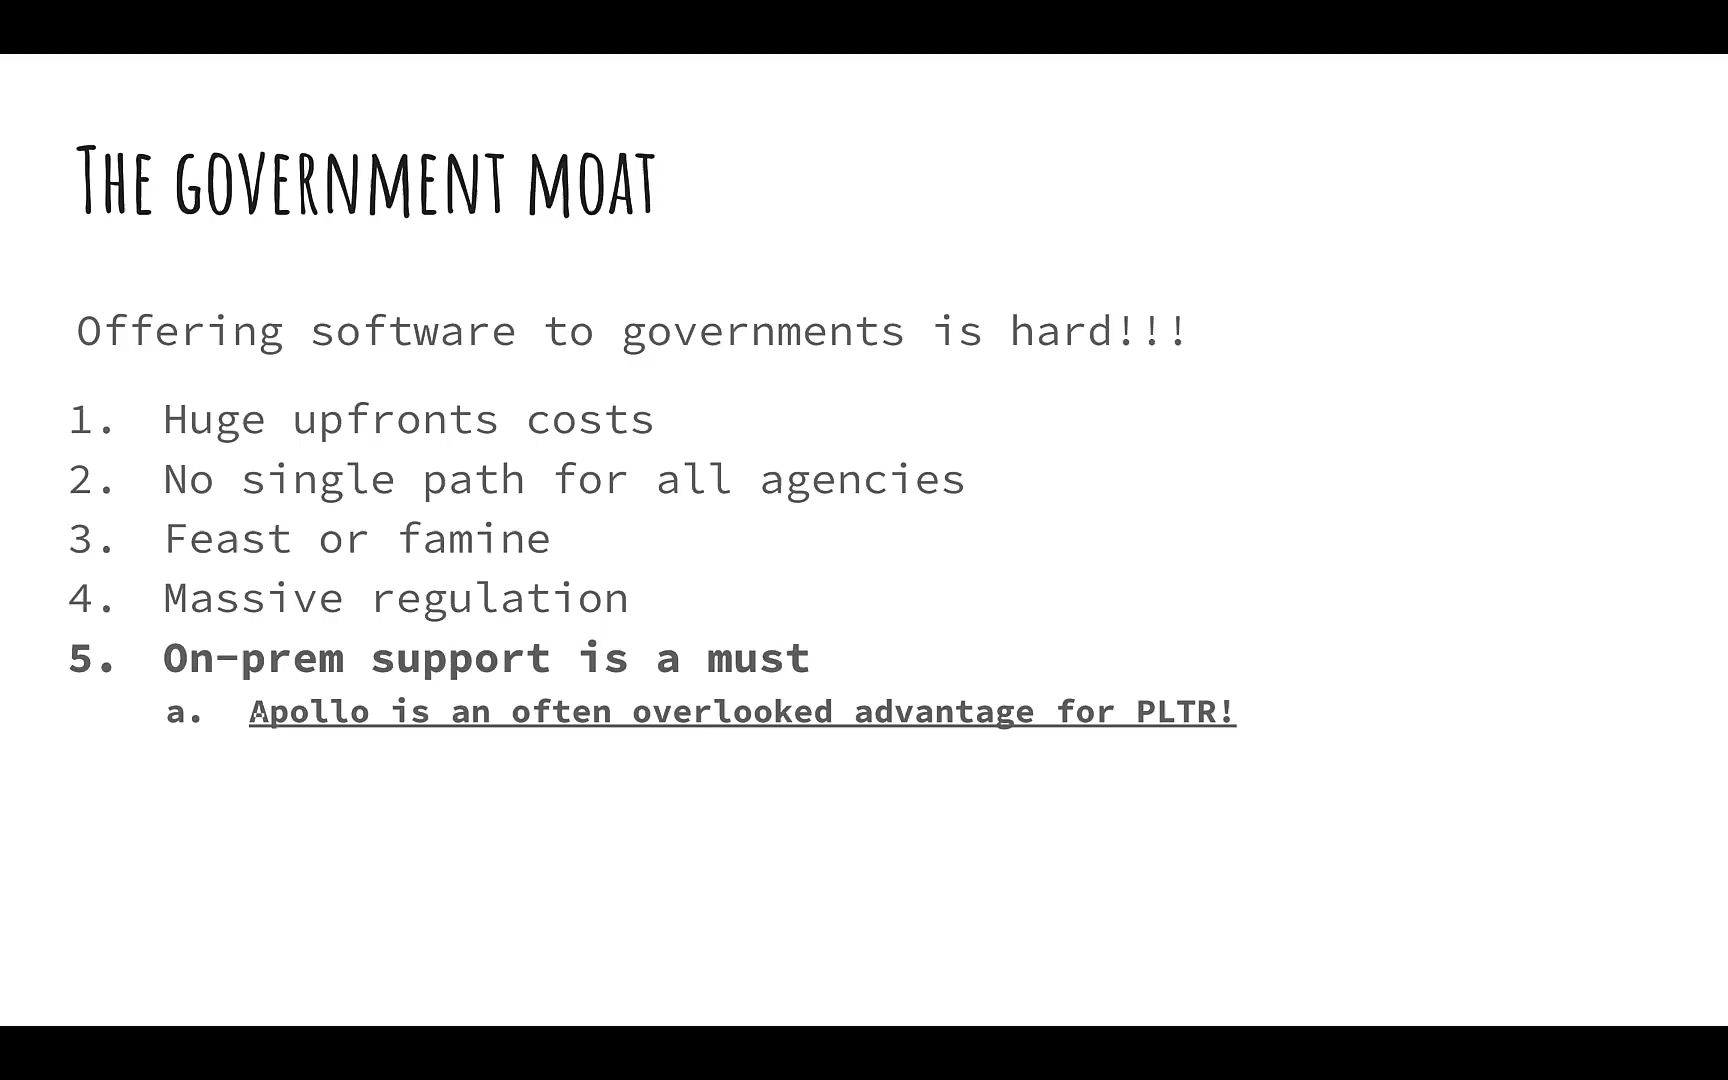 The government moat
Offering software to governments is hard!!!
1. Huge upfronts costs
2. No single path for all agencies
3. Feast or famine
4. Massive regulation
5. On-prem support is a must
a. Apollo is an often overlooked advantage for PLTR!